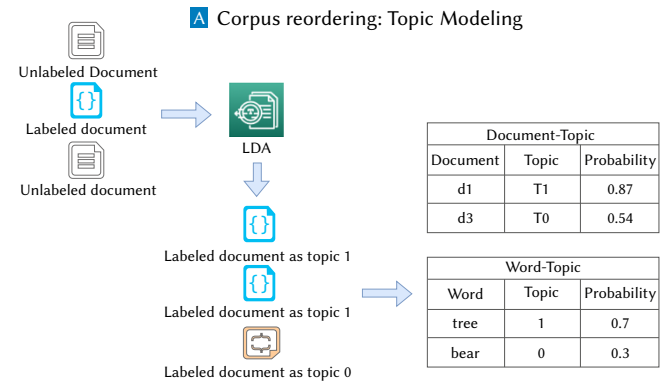 A Corpus reordering: Topic Modeling
Unlabeled Document
{}
Labeled document
Unlabeled document
LDA
{}
Labeled document as topic 1
{}
Labeled document as topic 1
Labeled document as topic 0
Document-Topic
Document Topic Probability
d1 T1 0.87
d3 T0 0.54
Word-Topic
Word Topic Probability
tree 1 0.7
bear 0 0.3